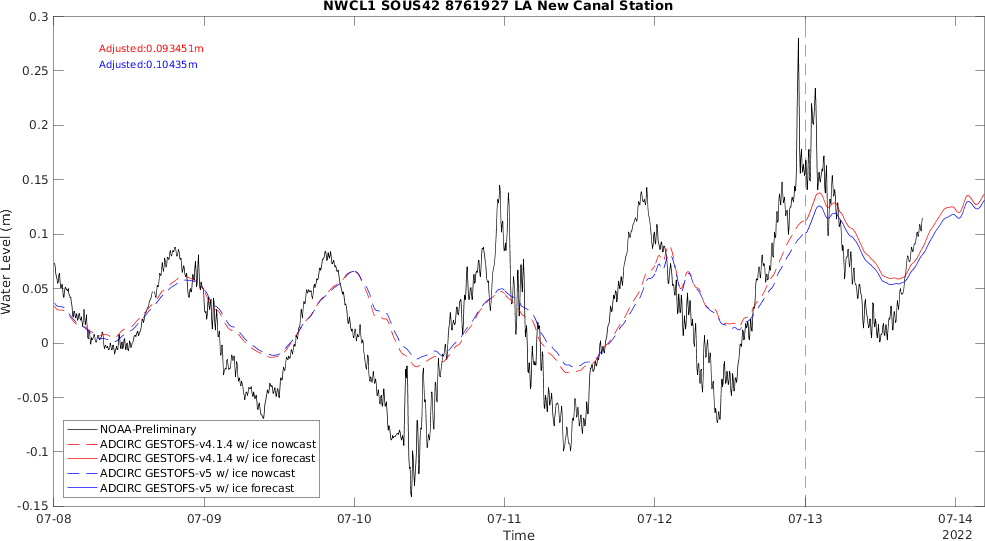 NWCL1 SOUS42 8761927 LA New Canal Station
Adjusted:0.093451m
Adjusted:0.10435m
Water Level (m)
0.3
0.25
0.2
0.15
0.1
0.05
0
-0.05
-0.1
-0.15
NOAA-Preliminary
ADCIRC GESTOFS-v4.1.4 w/ ice nowcast
ADCIRC GESTOFS-v4.1.4 w/ ice forecast
ADCIRC GESTOFS-v5 w/ ice nowcast
ADCIRC GESTOFS-v5 w/ ice forecast
07-08 07-09 07-10 07-11 07-12 07-13 07-14
Time
2022